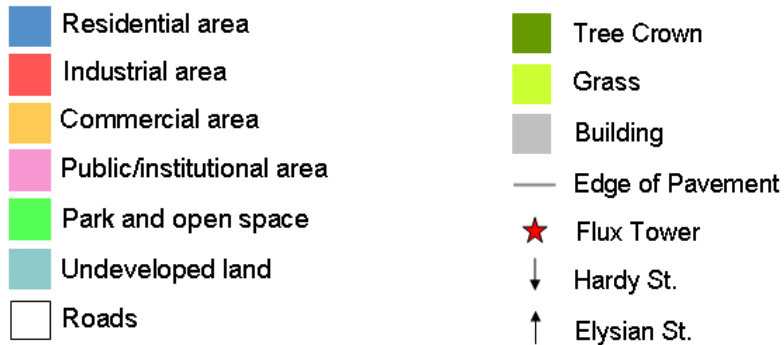 Residential area
Industrial area
Commercial area
Public/institutional area
Park and open space
Undeveloped land
Roads
Tree Crown
Grass
Building
Edge of Pavement
Flux Tower
Hardy St.
Elysian St.